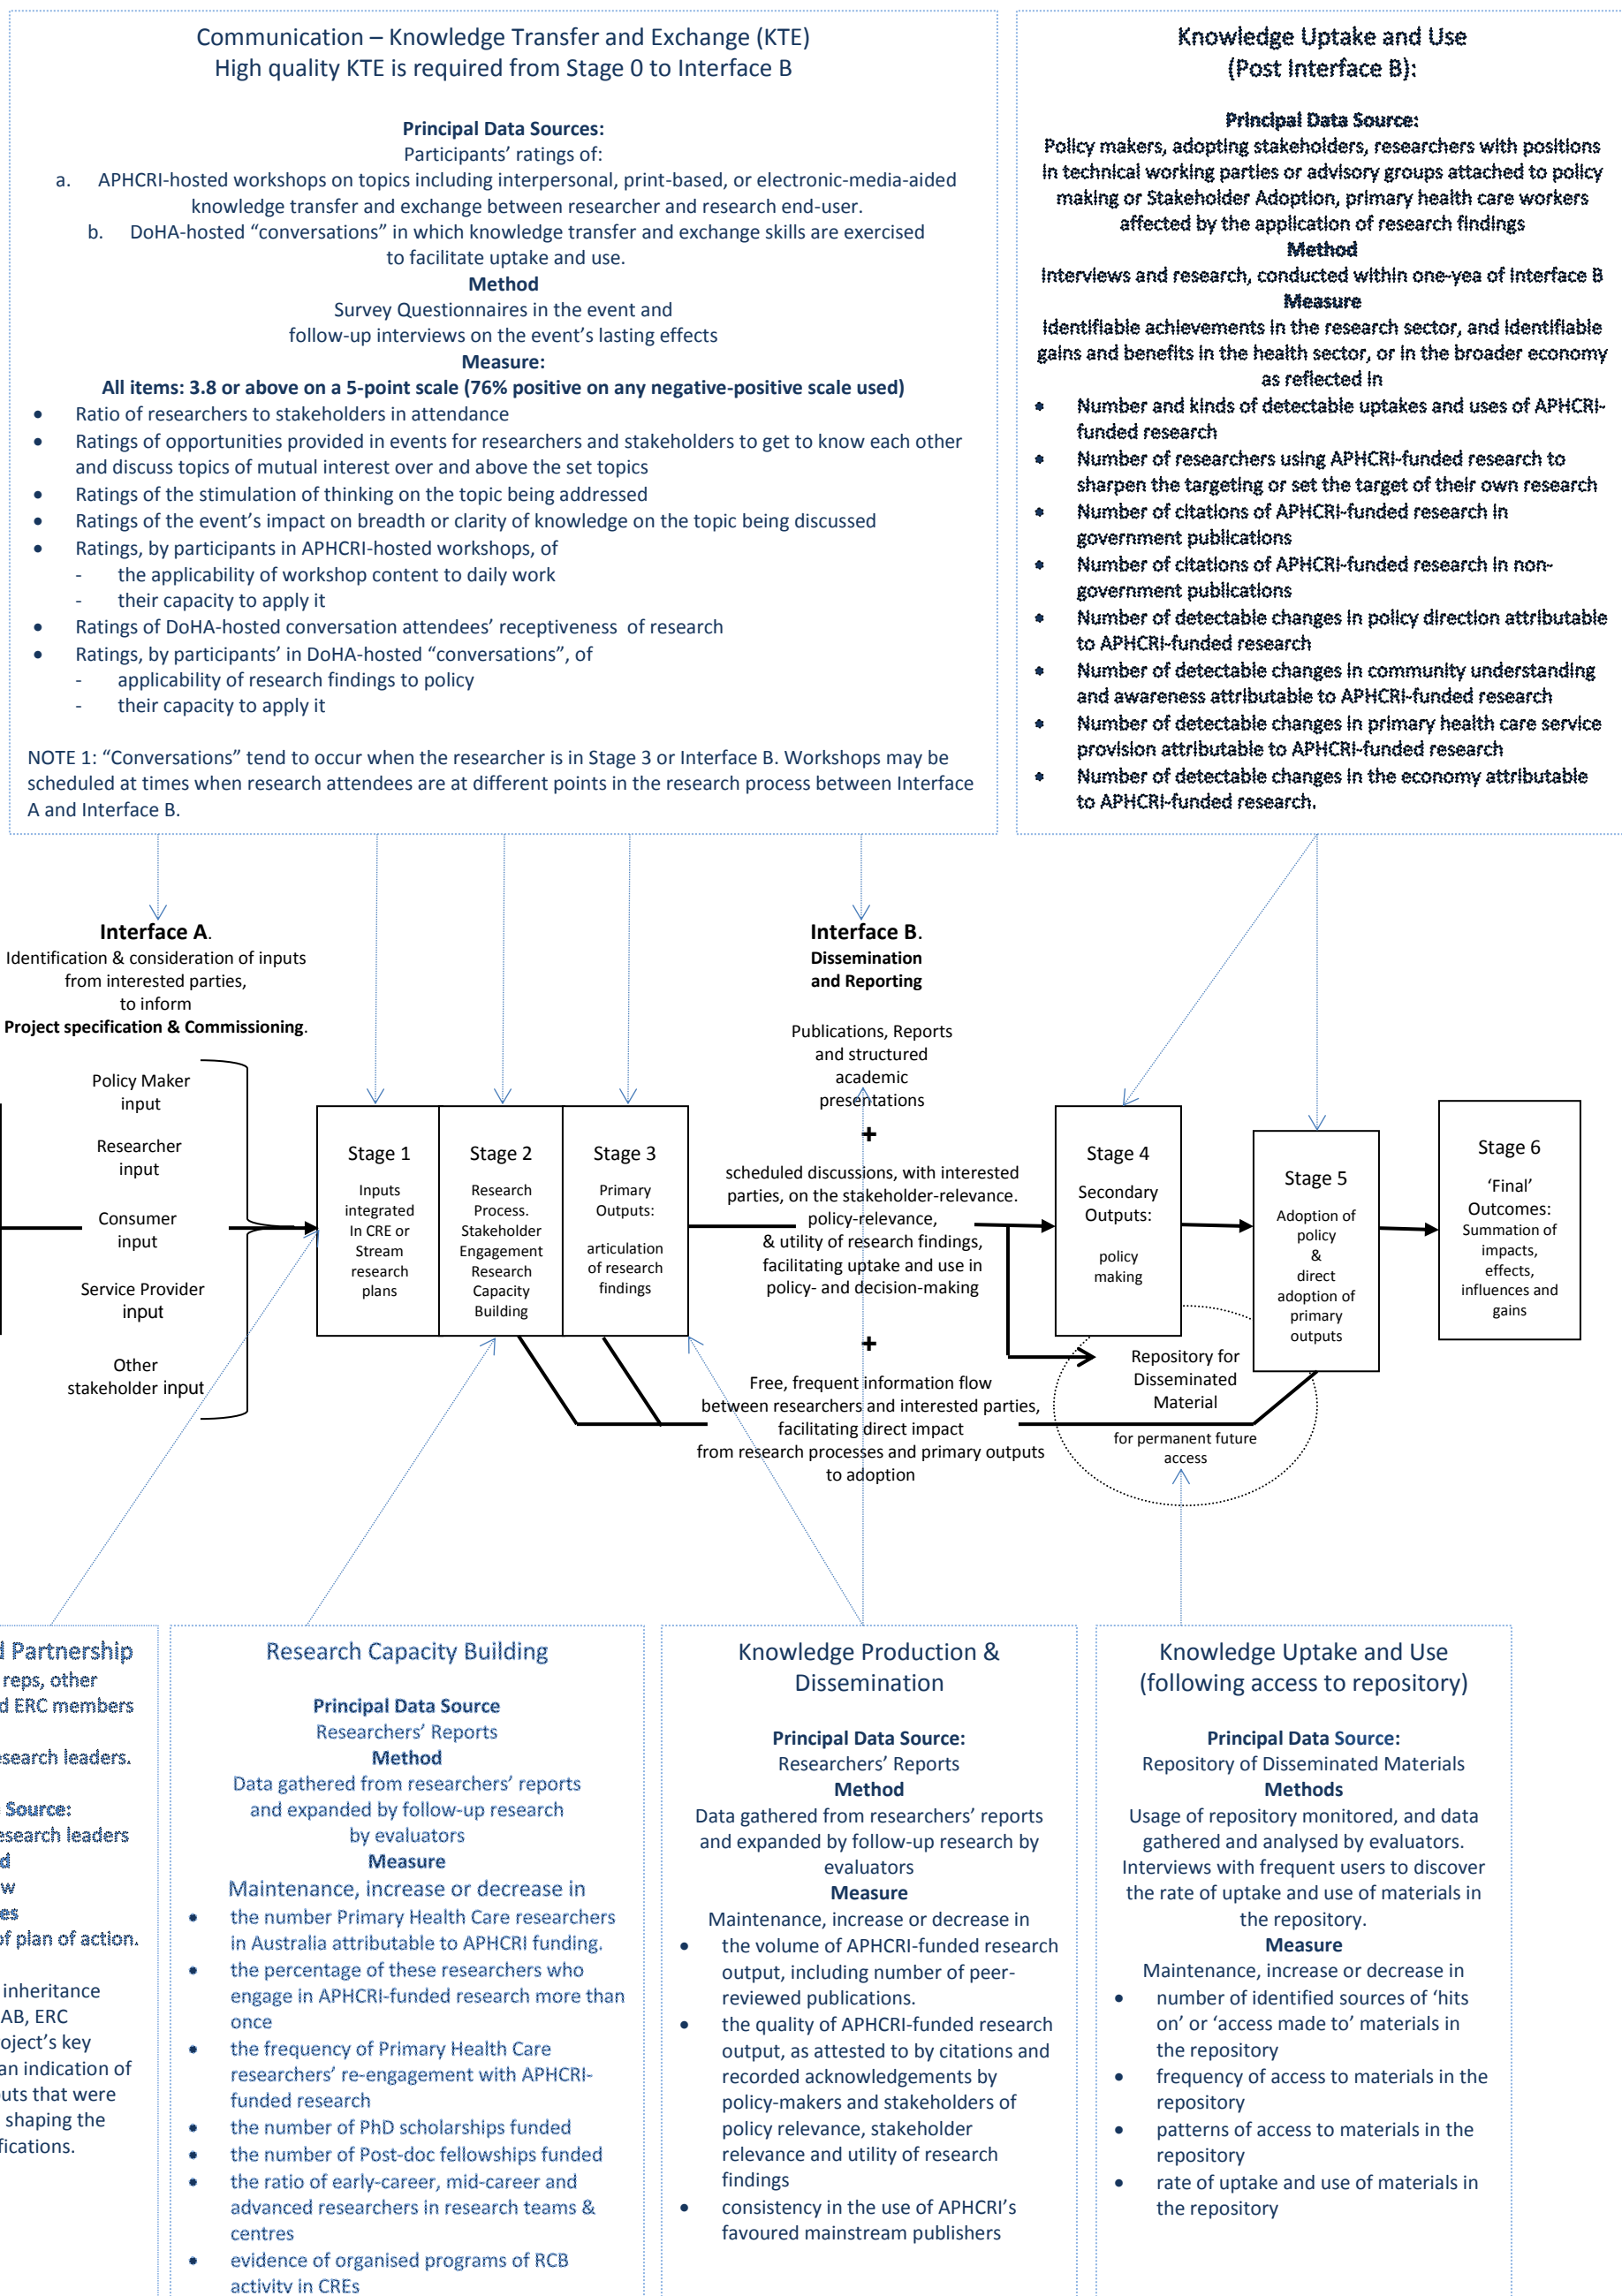 Communication – Knowledge Transfer and Exchange (KTE)
High quality KTE is required from Stage 0 to Interface B
Principal Data Sources:
Participants’ ratings of:
a. APHCRI-hosted workshops on topics including interpersonal, print-based, or electronic-media-aided
knowledge transfer and exchange between researcher and research end-user.
b. DoHA-hosted “conversations” in which knowledge transfer and exchange skills are exercised
to facilitate uptake and use.
Method
Survey Questionnaires in the event and
follow-up interviews on the event’s lasting effects
Measure:
All items: 3.8 or above on a 5-point scale (76% positive on any negative-positive scale used)
• Ratio of researchers to stakeholders in attendance
• Ratings of opportunities provided in events for researchers and stakeholders to get to know each other
and discuss topics of mutual interest over and above the set topics
• Ratings of the stimulation of thinking on the topic being addressed
• Ratings of the event’s impact on breadth or clarity of knowledge on the topic being discussed
• Ratings, by participants in APHCRI-hosted workshops, of
- the applicability of workshop content to daily work
- their capacity to apply it
• Ratings of DoHA-hosted conversation attendees’ receptiveness of research
• Ratings, by participants’ in DoHA-hosted “conversations”, of
- applicability of research findings to policy
- their capacity to apply it
NOTE 1: “Conversations” tend to occur when the researcher is in Stage 3 or Interface B. Workshops may be
scheduled at times when research attendees are at different points in the research process between Interface
A and Interface B.
Knowledge Uptake and Use
(Post Interface B):
Principal Data Source:
Policy makers, adopting stakeholders, researchers with positions
in technical working parties or advisory groups attached to policy
making or Stakeholder Adoption, primary health care workers
affected by the application of research findings
Method
Interviews and research, conducted within one-yea of Interface B
Measure
Identifiable achievements in the research sector, and identifiable
gains and benefits in the health sector, or in the broader economy
as reflected in
• Number and kinds of detectable uptakes and uses of APHCRI-
funded research
• Number of researchers using APHCRI-funded research to
sharpen the targeting or set the target of their own research
• Number of citations of APHCRI-funded research in
government publications
• Number of citations of APHCRI-funded research in non-
government publications
• Number of detectable changes in policy direction attributable
to APHCRI-funded research
• Number of detectable changes in community understanding
and awareness attributable to APHCRI-funded research
• Number of detectable changes in primary health care service
provision attributable to APHCRI-funded research
• Number of detectable changes in the economy attributable
to APHCRI-funded research.
Interface A.
Identification & consideration of inputs
from interested parties,
to inform
Project specification & Commissioning.
Policy Maker
input
Researcher
input
Consumer
input
Service Provider
input
Other
stakeholder input
Stage 1
Inputs
integrated
In CRE or
Stream
research
plans
Stage 2
Research
Process.
Stakeholder
Engagement
Research
Capacity
Building
Stage 3
Primary
Outputs:
articulation
of research
findings
Interface B.
Dissemination
and Reporting
Publications, Reports
and structured
academic
presentations
+
scheduled discussions, with interested
parties, on the stakeholder-relevance.
policy-relevance,
& utility of research findings,
facilitating uptake and use in
policy- and decision-making
+
Free, frequent information flow
between researchers and interested parties,
facilitating direct impact
from research processes and primary outputs
to adoption
Stage 4
Secondary
Outputs:
policy
making
Stage 5
Adoption of
policy
&
direct
adoption of
primary
outputs
Stage 6
‘Final’
Outcomes:
Summation of
impacts,
effects,
influences and
gains
Repository for
Disseminated
Material
for permanent future
access
d Partnership
reps, other
d ERC members
esearch leaders.
Source:
esearch leaders
d
w
es
of plan of action.
inheritance
AB, ERC
oject’s key
an indication of
uts that were
shaping the
fications.
Research Capacity Building
Principal Data Source
Researchers’ Reports
Method
Data gathered from researchers’ reports
and expanded by follow-up research
by evaluators
Measure
Maintenance, increase or decrease in
• the number Primary Health Care researchers
in Australia attributable to APHCRI funding.
• the percentage of these researchers who
engage in APHCRI-funded research more than
once
• the frequency of Primary Health Care
researchers’ re-engagement with APHCRI-
funded research
• the number of PhD scholarships funded
• the number of Post-doc fellowships funded
• the ratio of early-career, mid-career and
advanced researchers in research teams &
centres
• evidence of organised programs of RCB
activity in CREs
Knowledge Production &
Dissemination
Principal Data Source:
Researchers’ Reports
Method
Data gathered from researchers’ reports
and expanded by follow-up research by
evaluators
Measure
Maintenance, increase or decrease in
• the volume of APHCRI-funded research
output, including number of peer-
reviewed publications.
• the quality of APHCRI-funded research
output, as attested to by citations and
recorded acknowledgements by
policy-makers and stakeholders of
policy relevance, stakeholder
relevance and utility of research
findings
• consistency in the use of APHCRI’s
favoured mainstream publishers
Knowledge Uptake and Use
(following access to repository)
Principal Data Source:
Repository of Disseminated Materials
Methods
Usage of repository monitored, and data
gathered and analysed by evaluators.
Interviews with frequent users to discover
the rate of uptake and use of materials in
the repository.
Measure
Maintenance, increase or decrease in
• number of identified sources of ‘hits
on’ or ‘access made to’ materials in
the repository
• frequency of access to materials in the
repository
• patterns of access to materials in the
repository
• rate of uptake and use of materials in
the repository